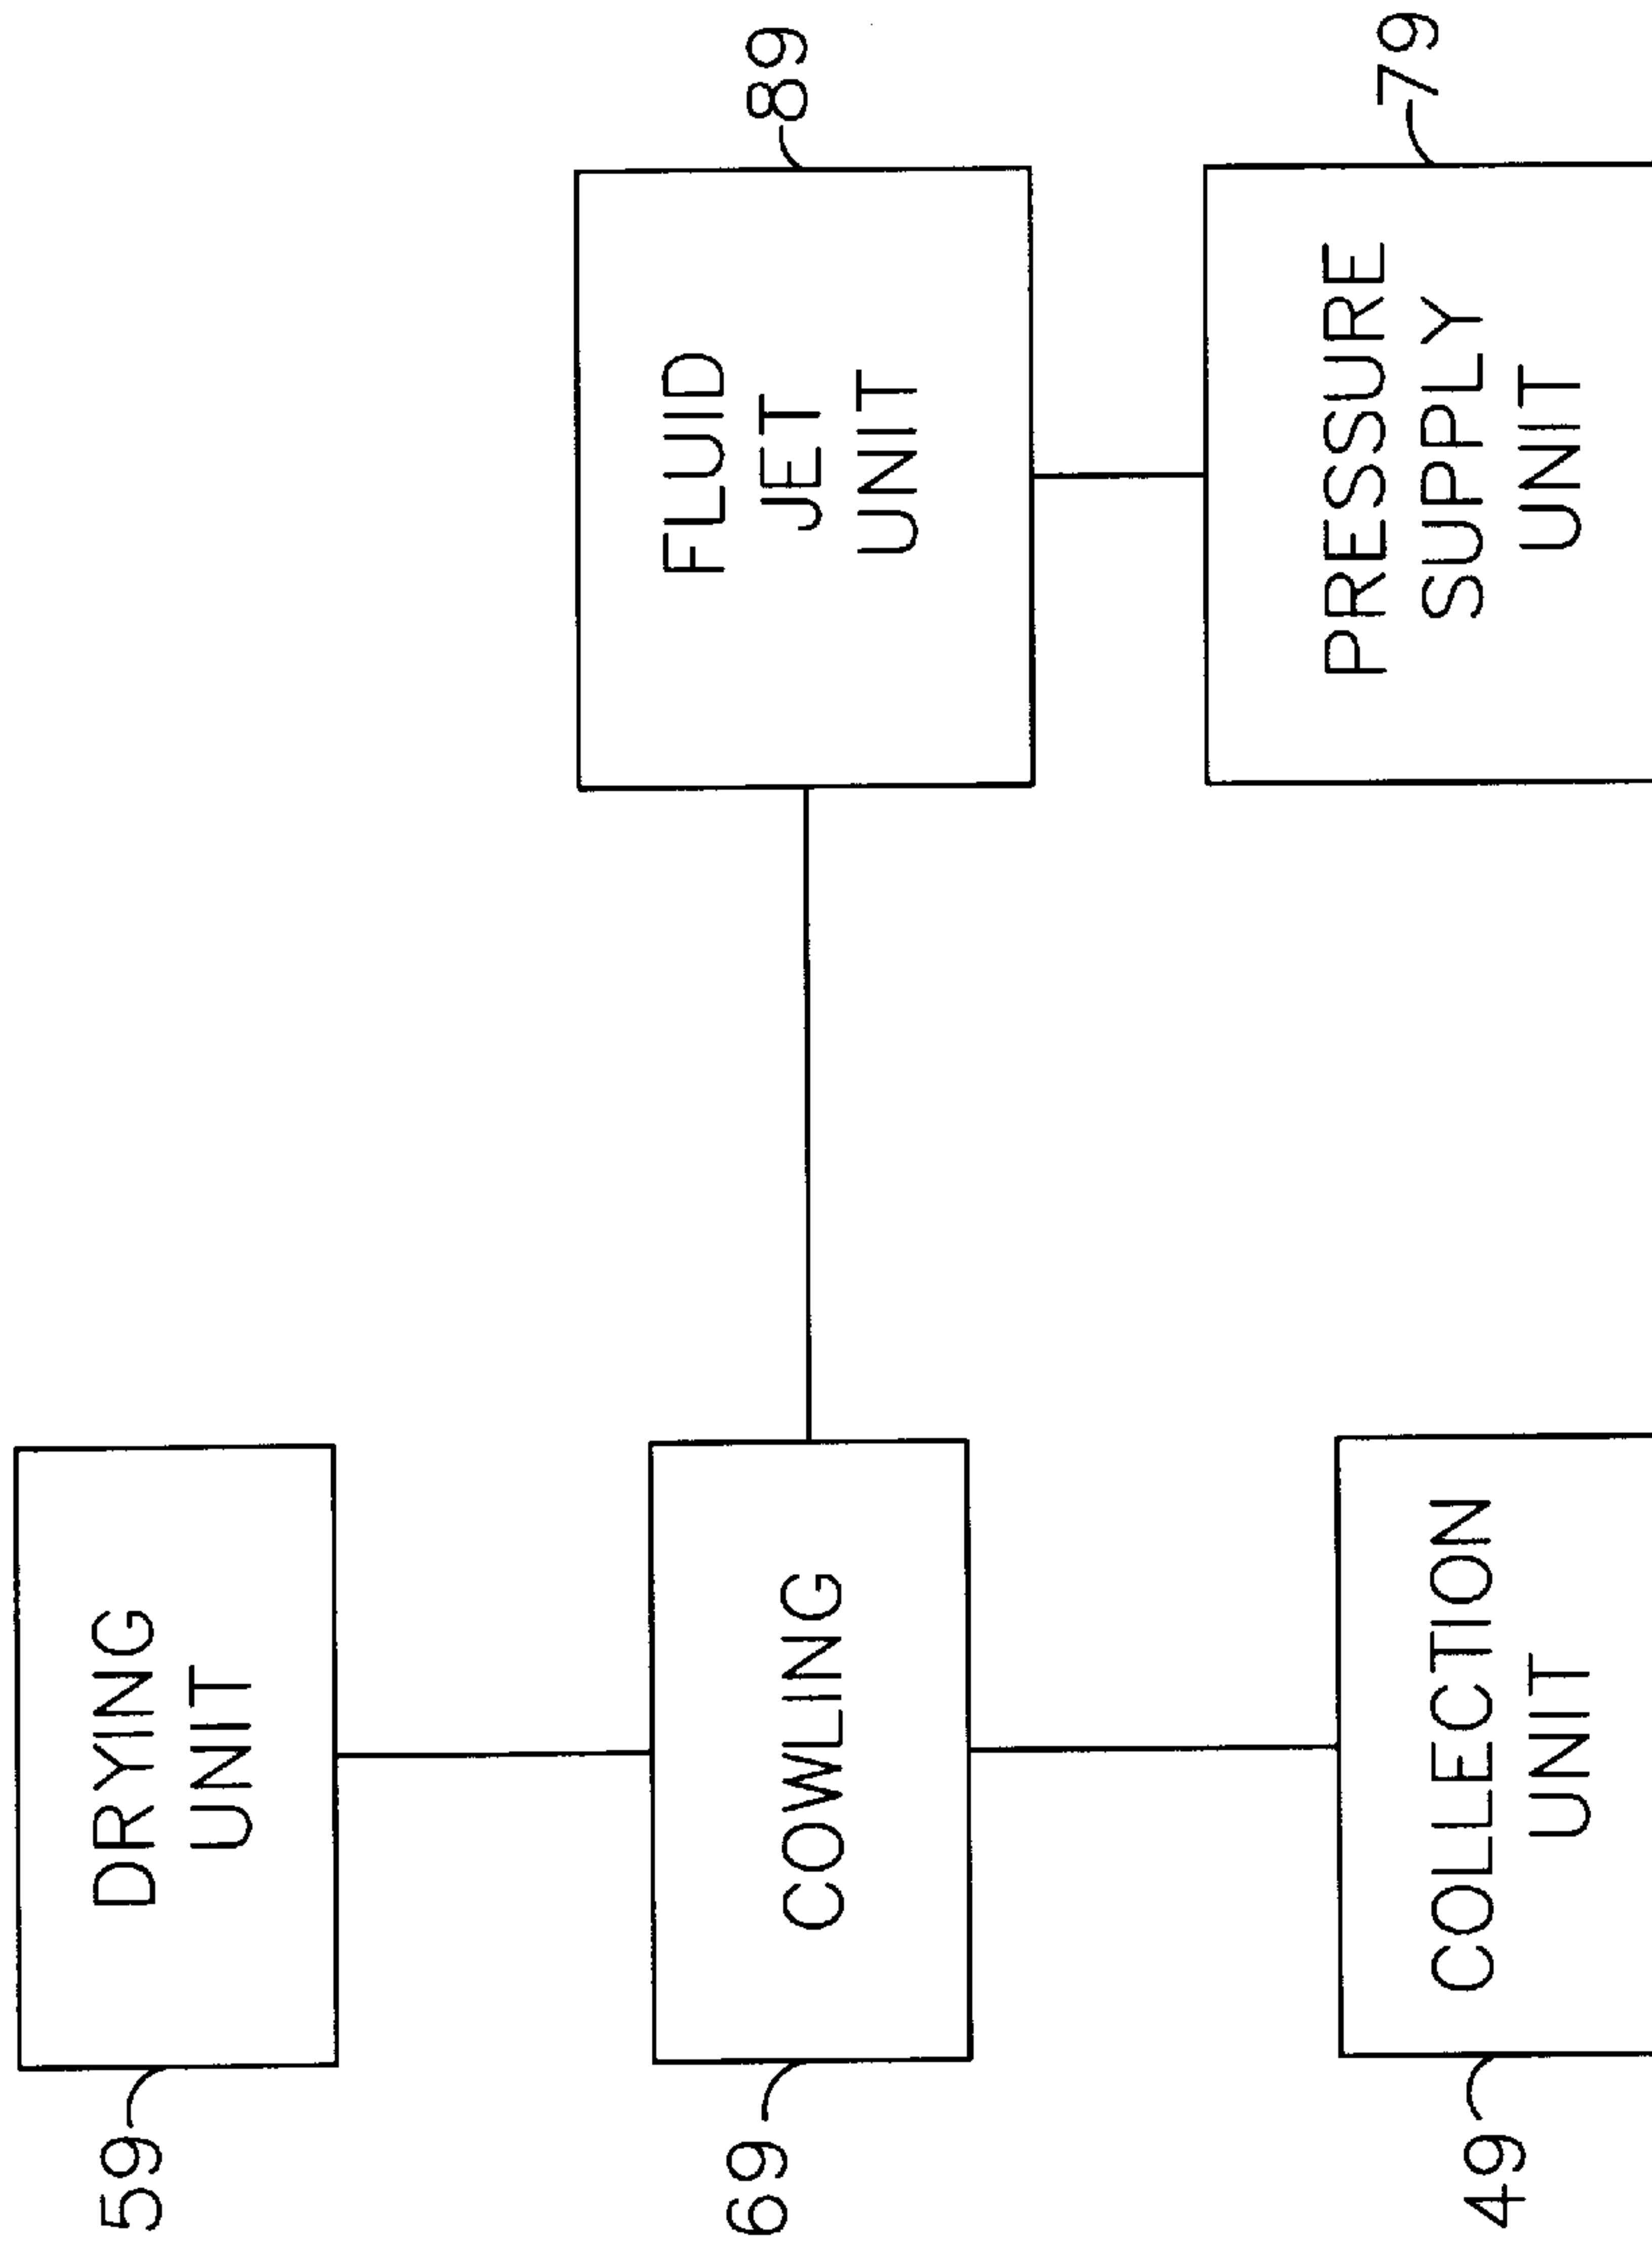 DRYING
UNIT
59
COWLING
69
COLLECTION
UNIT
49
FLUID
JET
UNIT
89
PRESSURE
SUPPLY
UNIT
79